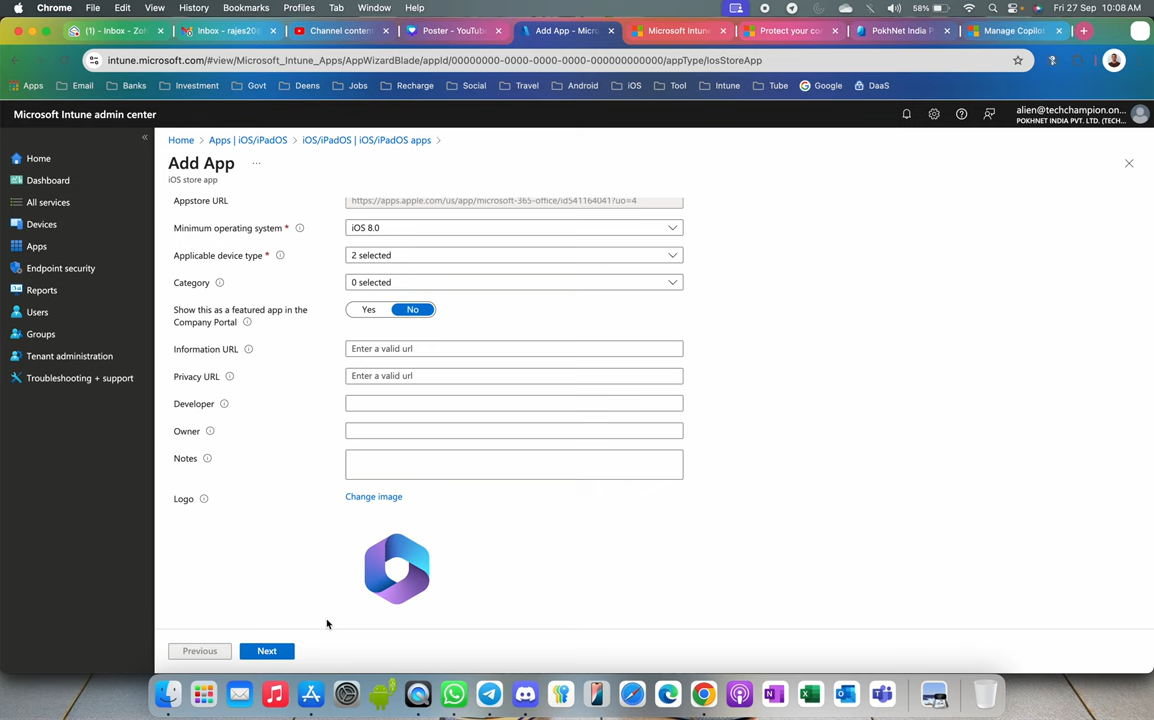 Chrome File Edit View History Bookmarks Profiles Tab Window Help 58% Fri 27 Sep 10:08 AM
(1) - Inbox - Zoh Inbox - rajes20 Channel content Poster - YouTube Add App - Micro Microsoft Intune Protect your co PokhNet India P Manage Copilot
intune.microsoft.com/#view/Microsoft_Intune_Apps/AppWizardBlade/appId/00000000-0000-0000-0000-000000000000/appType/IosStoreApp
Apps Email Banks Investment Govt Deens Jobs Recharge Social Travel Android iOS Tool Intune Tube Google DaaS
Microsoft Intune admin center
alien@techchampion.on...
POKHNET INDIA PVT. LTD. (TECH...
Home
Dashboard
All services
Devices
Apps
Endpoint security
Reports
Users
Groups
Tenant administration
Troubleshooting + support
Home > Apps | iOS/iPadOS > iOS/iPadOS | iOS/iPadOS apps >
Add App ...
iOS store app
Appstore URL https://apps.apple.com/us/app/microsoft-365-office/id541164041?uo=4
Minimum operating system * iOS 8.0
Applicable device type * 2 selected
Category 0 selected
Show this as a featured app in the
Company Portal
Yes No
Information URL Enter a valid url
Privacy URL Enter a valid url
Developer
Owner
Notes
Logo Change image
Previous Next